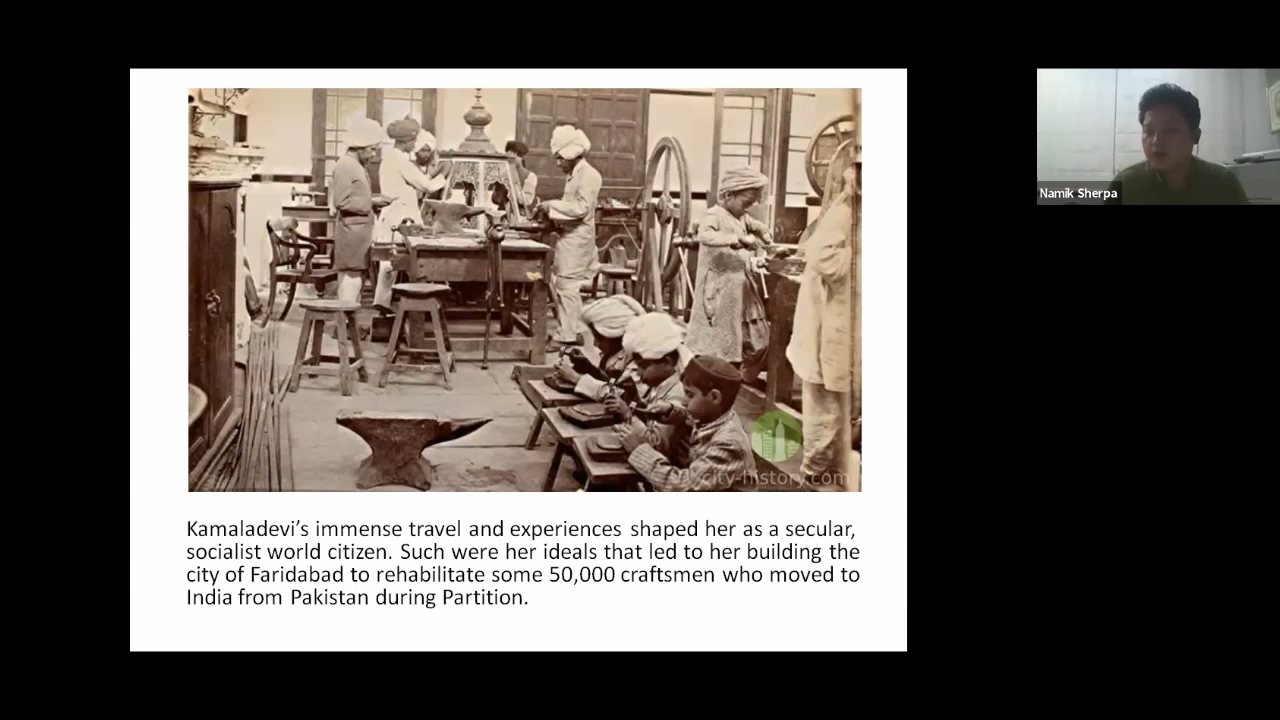 Namik Sherpa
city-history.com
Kamaladevi's immense travel and experiences shaped her as a secular,
socialist world citizen. Such were her ideals that led to her building the
city of Faridabad to rehabilitate some 50,000 craftsmen who moved to
India from Pakistan during Partition.